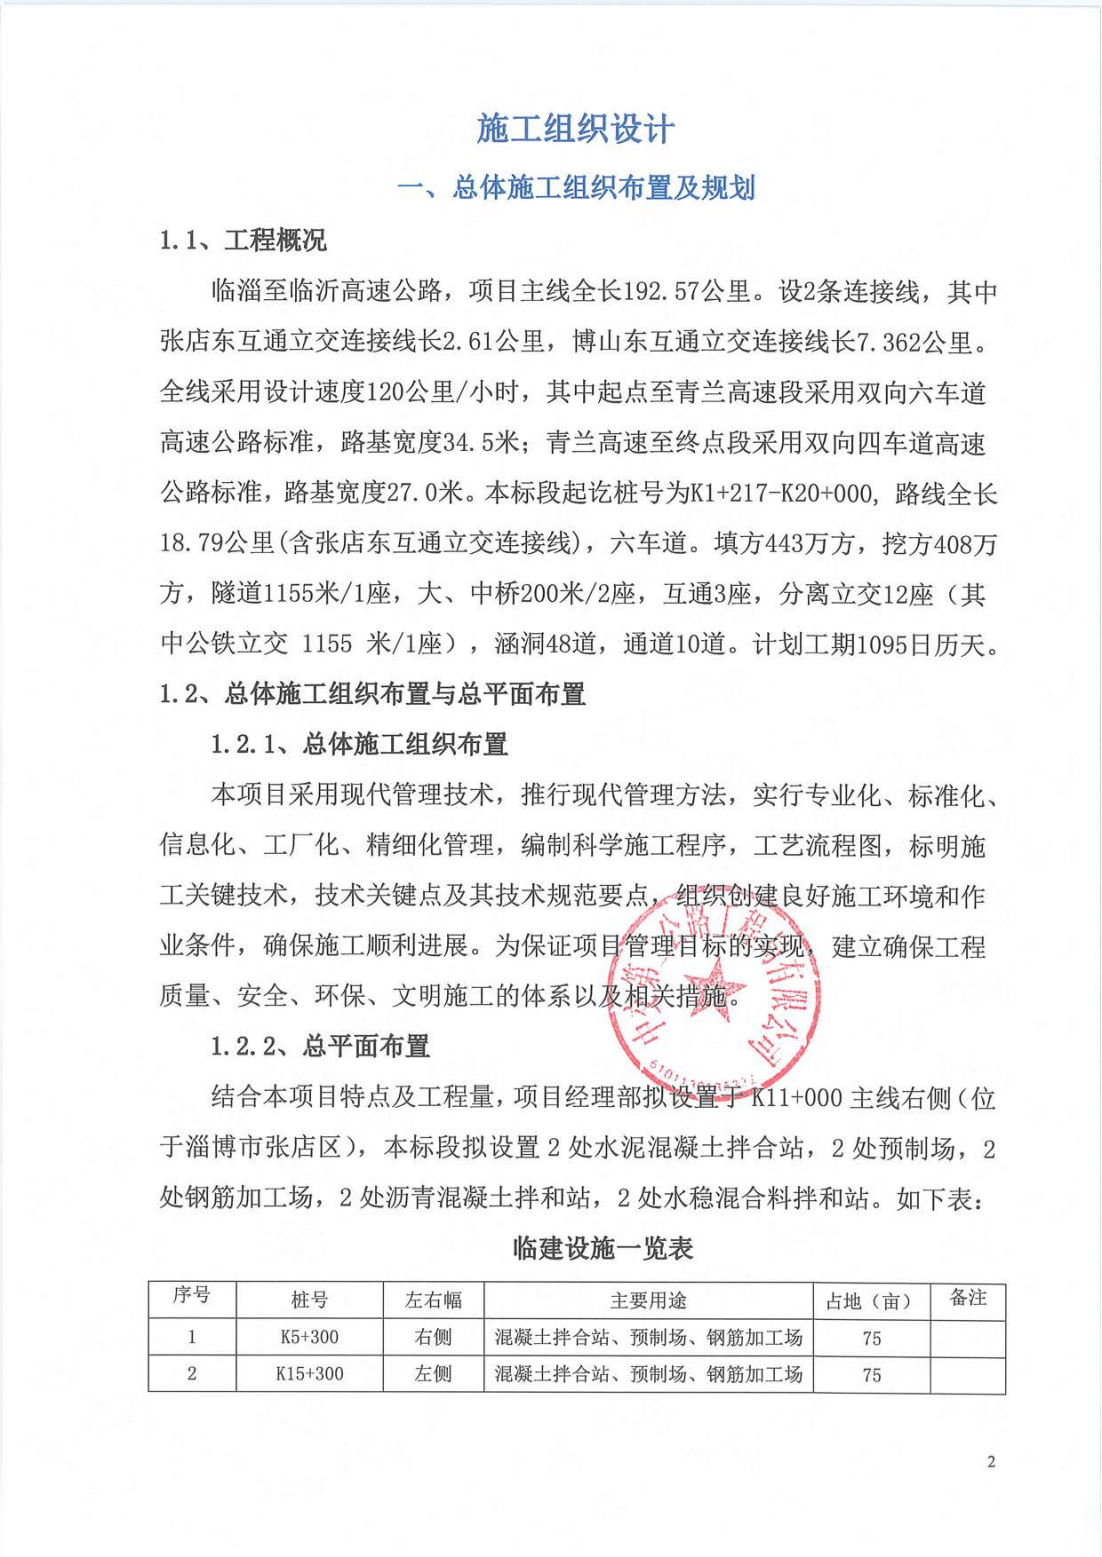 施工组织设计
一、总体施工组织布置及规划
1.1、工程概况
临淄至临沂高速公路，项目主线全长192.57公里。设2条连接线，其中
张店东互通立交连接线长2.61公里，博山东互通立交连接线长7.362公里。
全线采用设计速度120公里/小时，其中起点至青兰高速段采用双向六车道
高速公路标准，路基宽度34.5米；青兰高速至终点段采用双向四车道高速
公路标准，路基宽度27.0米。本标段起讫桩号为K1+217-K20+000, 路线全长
18.79公里(含张店东互通立交连接线)，六车道。填方443万方，挖方408万
方，隧道1155米/1座，大、中桥200米/2座，互通3座，分离立交12座（其
中公铁立交 1155 米/1座），涵洞48道，通道10道。计划工期1095日历天。
1.2、总体施工组织布置与总平面布置
1.2.1、总体施工组织布置
本项目采用现代管理技术，推行现代管理方法，实行专业化、标准化、
信息化、工厂化、精细化管理，编制科学施工程序，工艺流程图，标明施
工关键技术，技术关键点及其技术规范要点，组织创建良好施工环境和作
业条件，确保施工顺利进展。为保证项目管理目标的实现，建立确保工程
质量、安全、环保、文明施工的体系以及相关措施。
公路工程 有限公司
1.2.2、总平面布置
结合本项目特点及工程量，项目经理部拟设置于 K11+000 主线右侧（位
于淄博市张店区），本标段拟设置 2 处水泥混凝土拌合站，2 处预制场，2
处钢筋加工场，2 处沥青混凝土拌和站，2 处水稳混合料拌和站。如下表：
临建设施一览表
序号 桩号 左右幅 主要用途 占地（亩） 备注
1 K5+300 右侧 混凝土拌合站、预制场、钢筋加工场 75
2 K15+300 左侧 混凝土拌合站、预制场、钢筋加工场 75
2